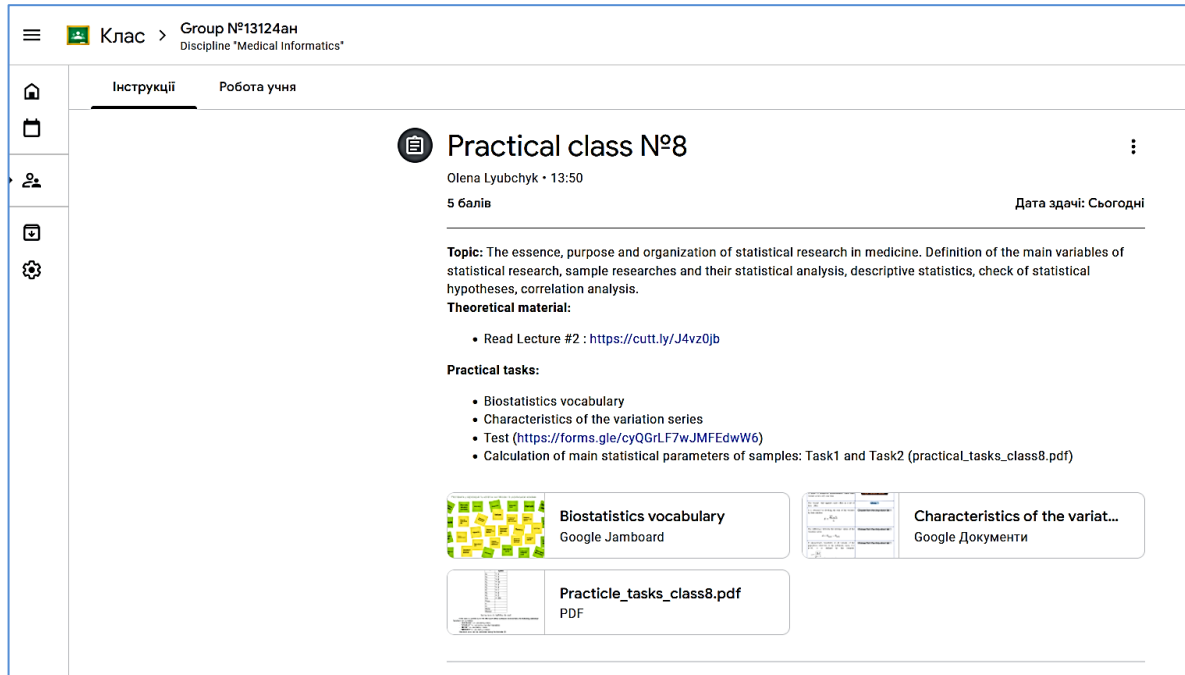 Клас > Group №13124ан
Discipline "Medical Informatics"
Інструкції Робота учня
Practical class №8
Olena Lyubchyk • 13:50
5 балів Дата здачі: Сьогодні
Topic: The essence, purpose and organization of statistical research in medicine. Definition of the main variables of
statistical research, sample researches and their statistical analysis, descriptive statistics, check of statistical
hypotheses, correlation analysis.
Theoretical material:
• Read Lecture #2 : https://cutt.ly/J4vz0jb
Practical tasks:
• Biostatistics vocabulary
• Characteristics of the variation series
• Test (https://forms.gle/cyQGrLF7wJMFEdwW6)
• Calculation of main statistical parameters of samples: Task1 and Task2 (practical_tasks_class8.pdf)
Biostatistics vocabulary
Google Jamboard
Characteristics of the variat...
Google Документи
Practicle_tasks_class8.pdf
PDF